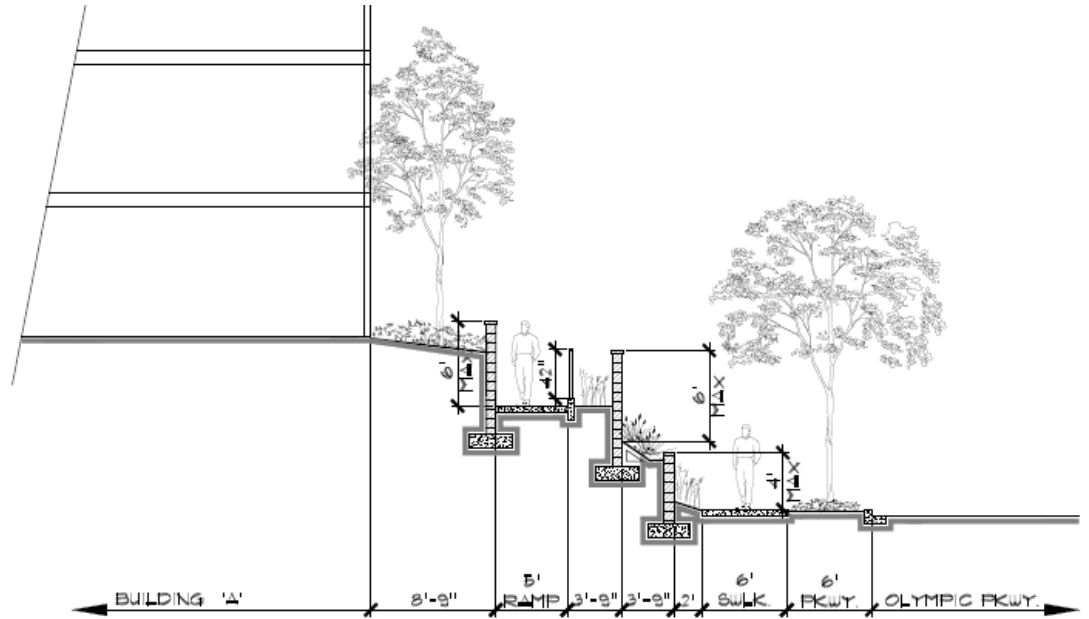 6'
MAX
42"
6'
MAX
4'
MAX
BUILDING 'A'
8'-9"
5'
RAMP
3'-9"
3'-9"
2'
6'
SWLK.
6'
PKWY.
OLYMPIC PKWY.